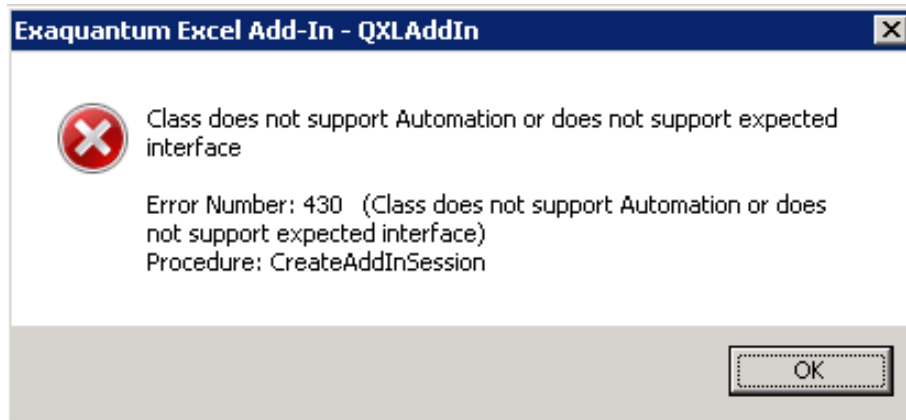 Exaquantum Excel Add-In - QXLAddIn
Class does not support Automation or does not support expected
interface
Error Number: 430   (Class does not support Automation or does
not support expected interface)
Procedure: CreateAddInSession
OK